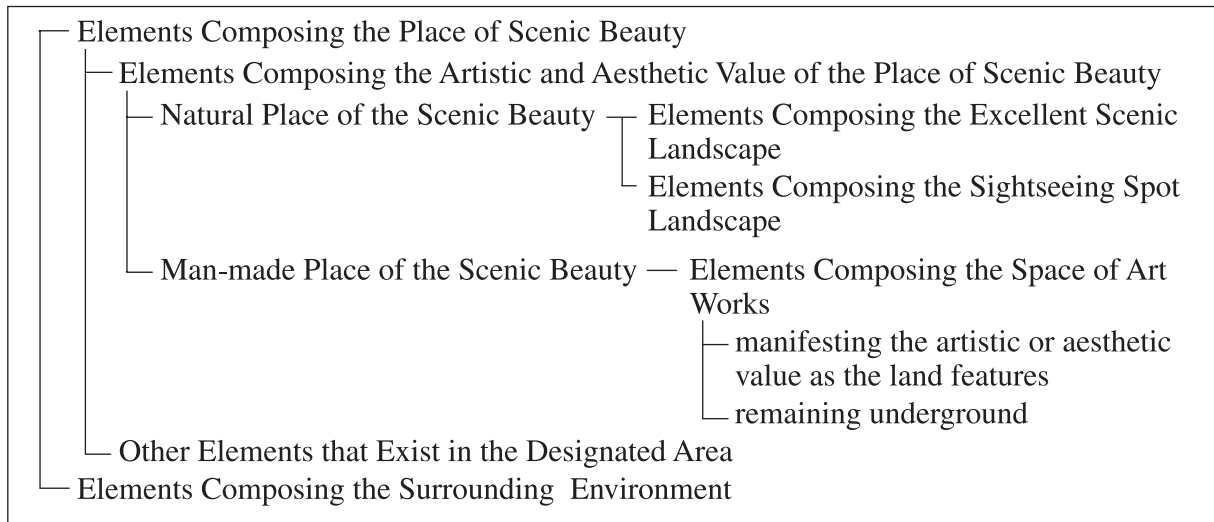 Elements Composing the Place of Scenic Beauty
Elements Composing the Artistic and Aesthetic Value of the Place of Scenic Beauty
Natural Place of the Scenic Beauty
Elements Composing the Excellent Scenic
Landscape
Elements Composing the Sightseeing Spot
Landscape
Man-made Place of the Scenic Beauty
Elements Composing the Space of Art
Works
manifesting the artistic or aesthetic
value as the land features
remaining underground
Other Elements that Exist in the Designated Area
Elements Composing the Surrounding Environment